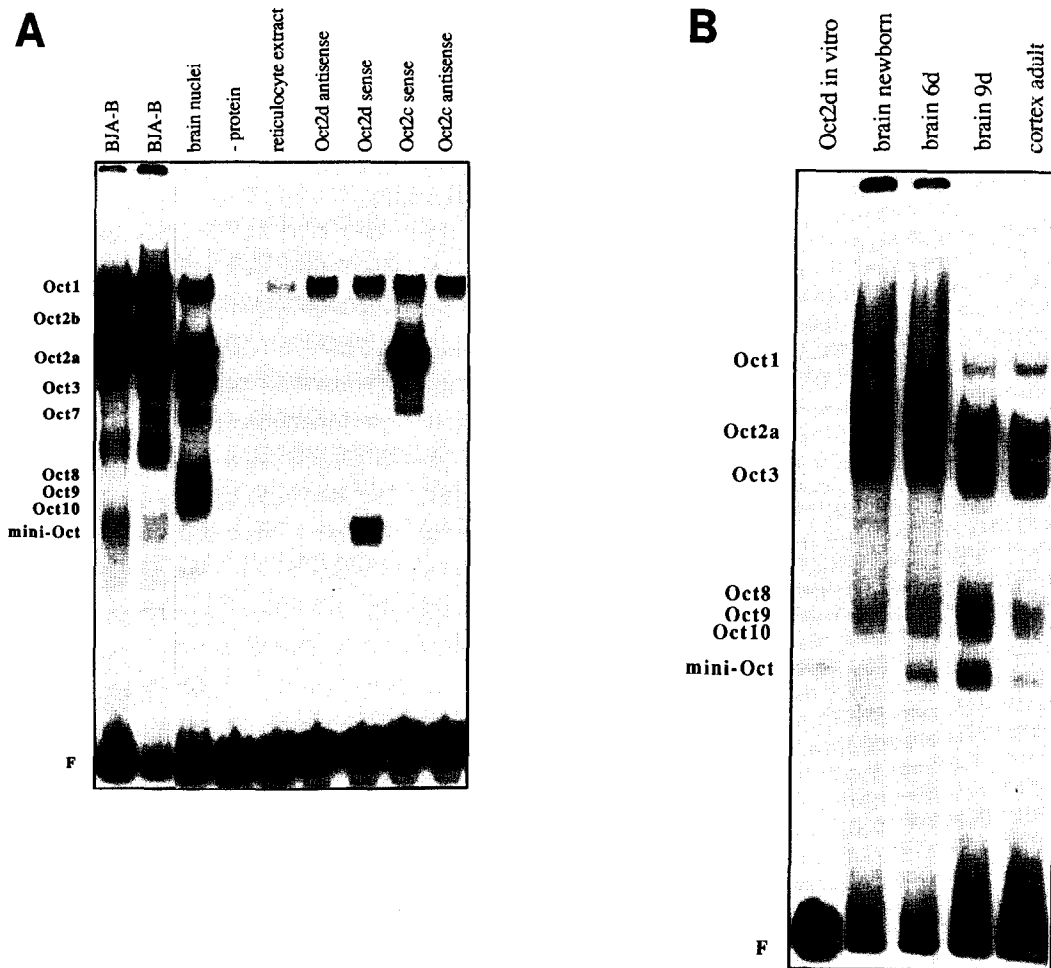 A
BJA-B
BJA-B
brain nuclei
- protein
reticulocyte extract
Oct2d antisense
Oct2d sense
Oct2c sense
Oct2c antisense
Oct1
Oct2b
Oct2a
Oct3
Oct7
Oct8
Oct9
Oct10
mini-Oct
F
B
Oct2d in vitro
brain newborn
brain 6d
brain 9d
cortex adult
Oct1
Oct2a
Oct3
Oct8
Oct9
Oct10
mini-Oct
F